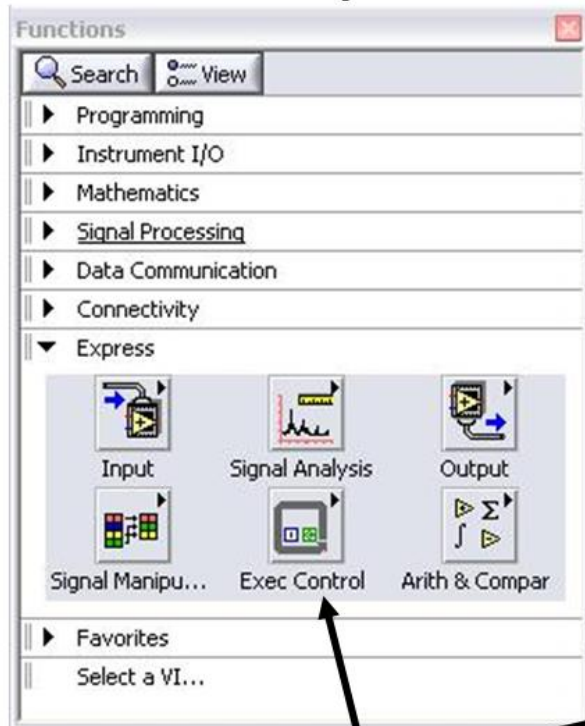 Functions
Search View
Programming
Instrument I/O
Mathematics
Signal Processing
Data Communication
Connectivity
Express
Input Signal Analysis Output
Signal Manipu... Exec Control Arith & Compar
Favorites
Select a VI...